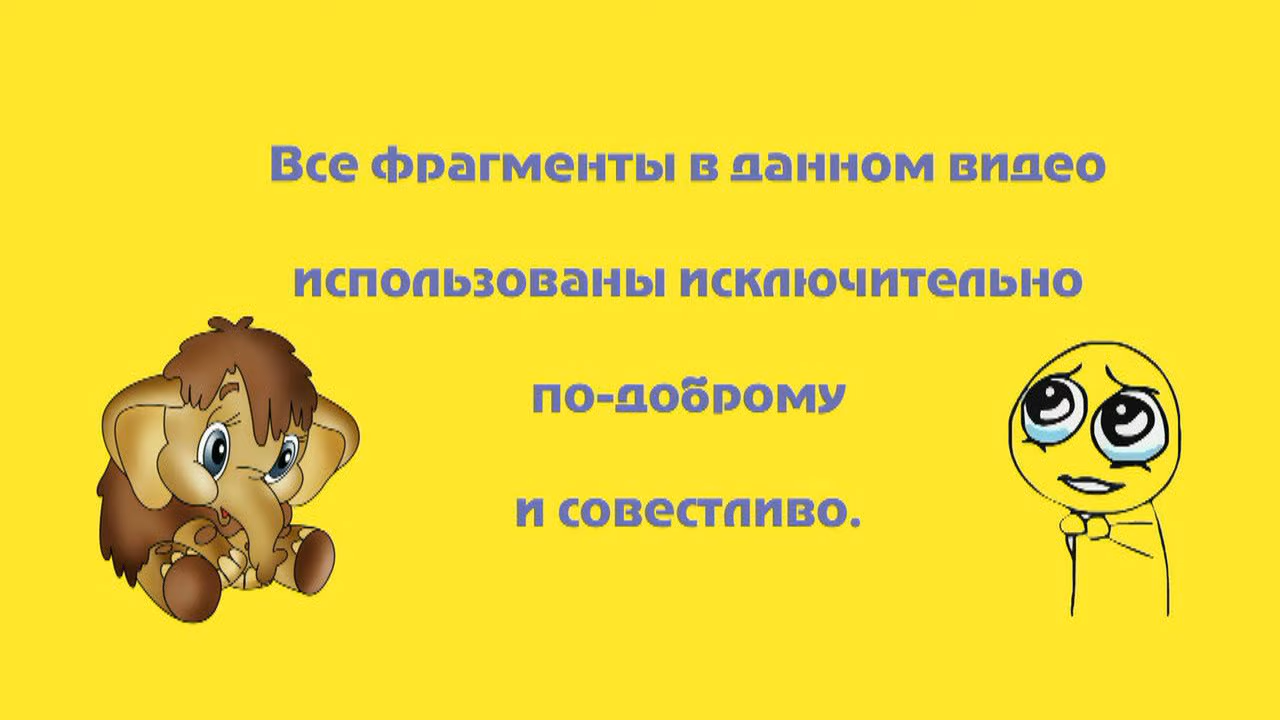 Все фрагменты в данном видео
использованы исключительно
по-доброму
и совестливо.